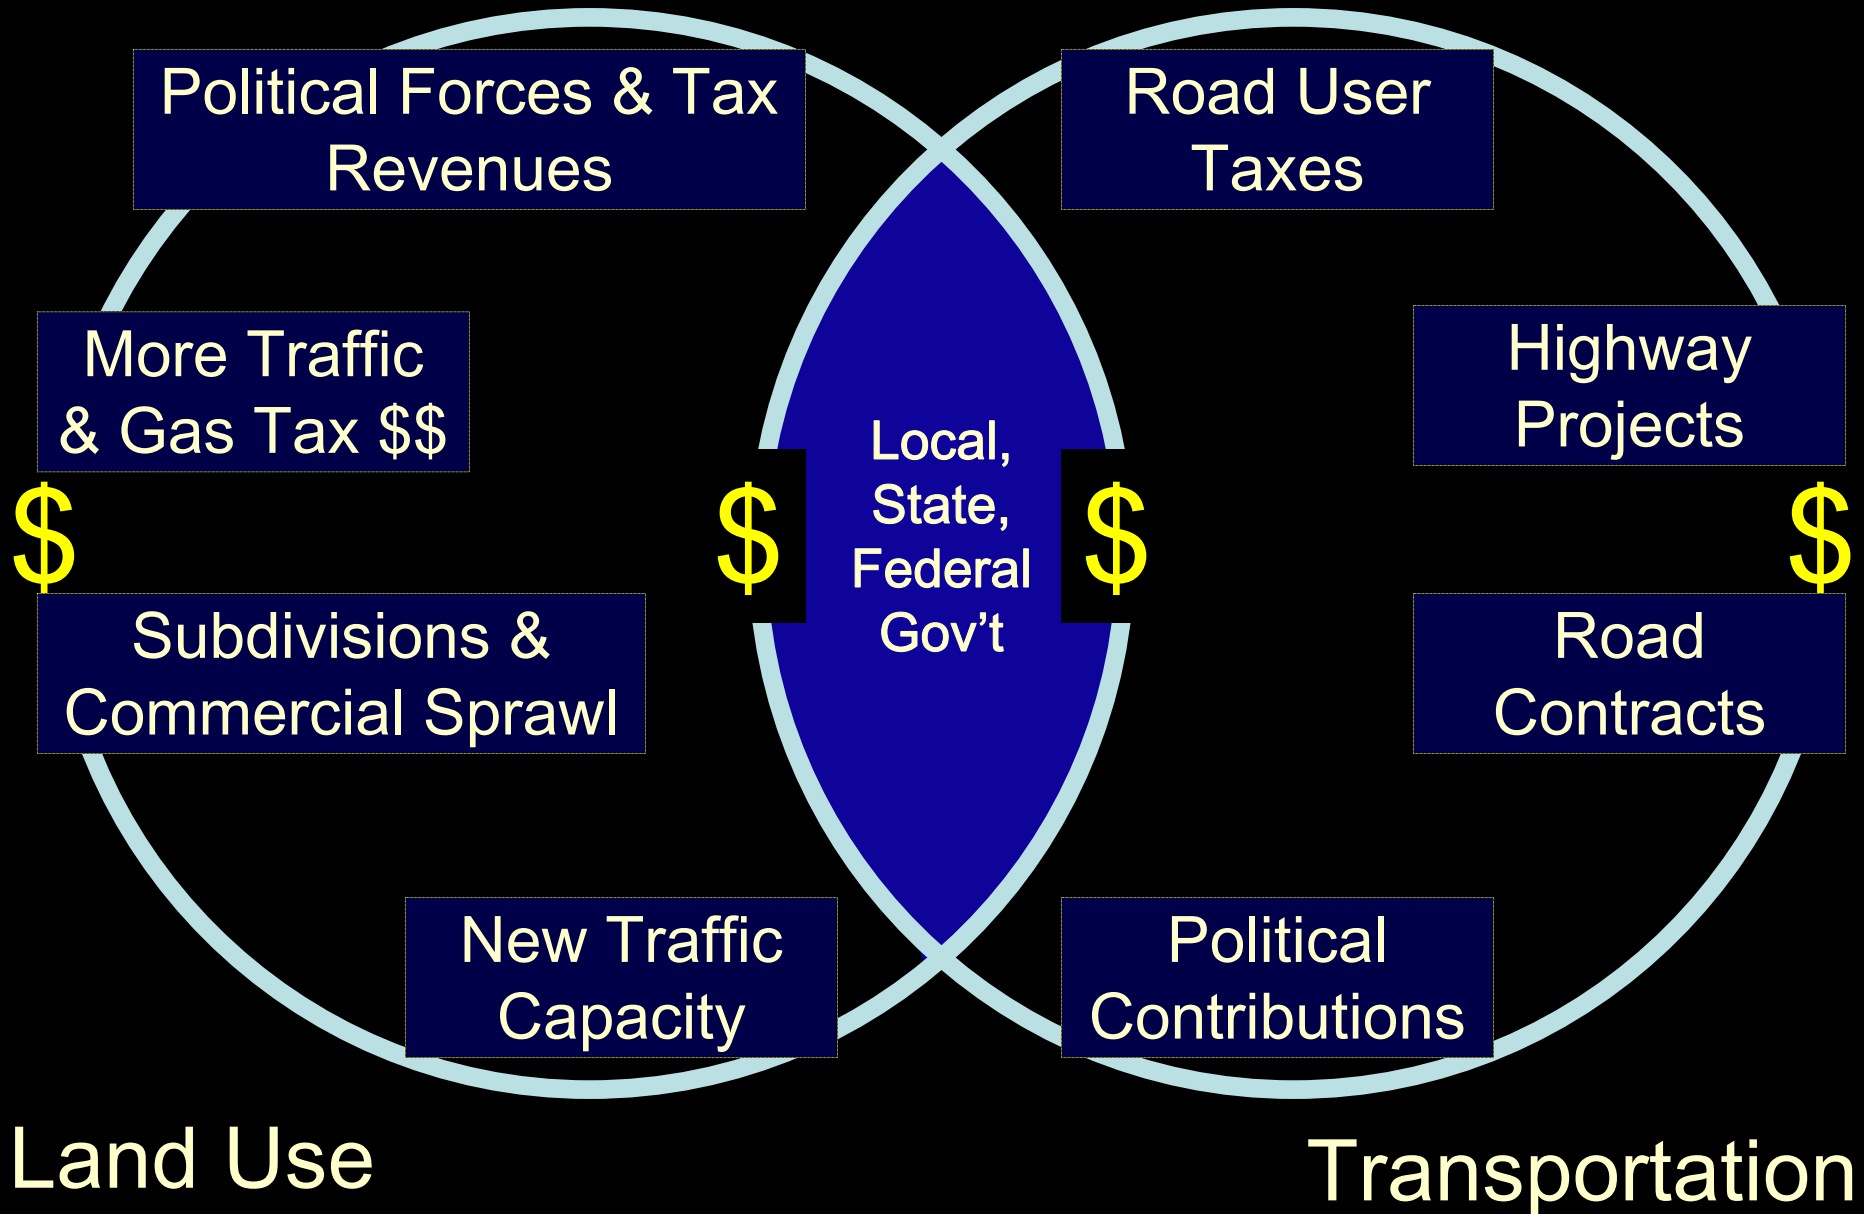 Political Forces & Tax
Revenues
Road User
Taxes
More Traffic
& Gas Tax $$
Highway
Projects
Local,
State,
Federal
Gov’t
$
$
$
$
Subdivisions &
Commercial Sprawl
Road
Contracts
New Traffic
Capacity
Political
Contributions
Land Use
Transportation